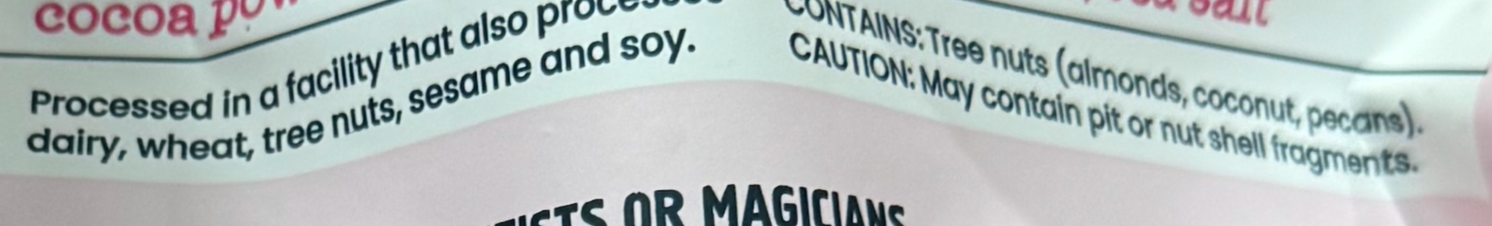 cocoa
salt
Processed in a facility that also
dairy, wheat, tree nuts, sesame and soy.
CONTAINS: Tree nuts (almonds, coconut, pecans).
CAUTION: May contain pit or nut shell fragments.
OR MAGICIANS